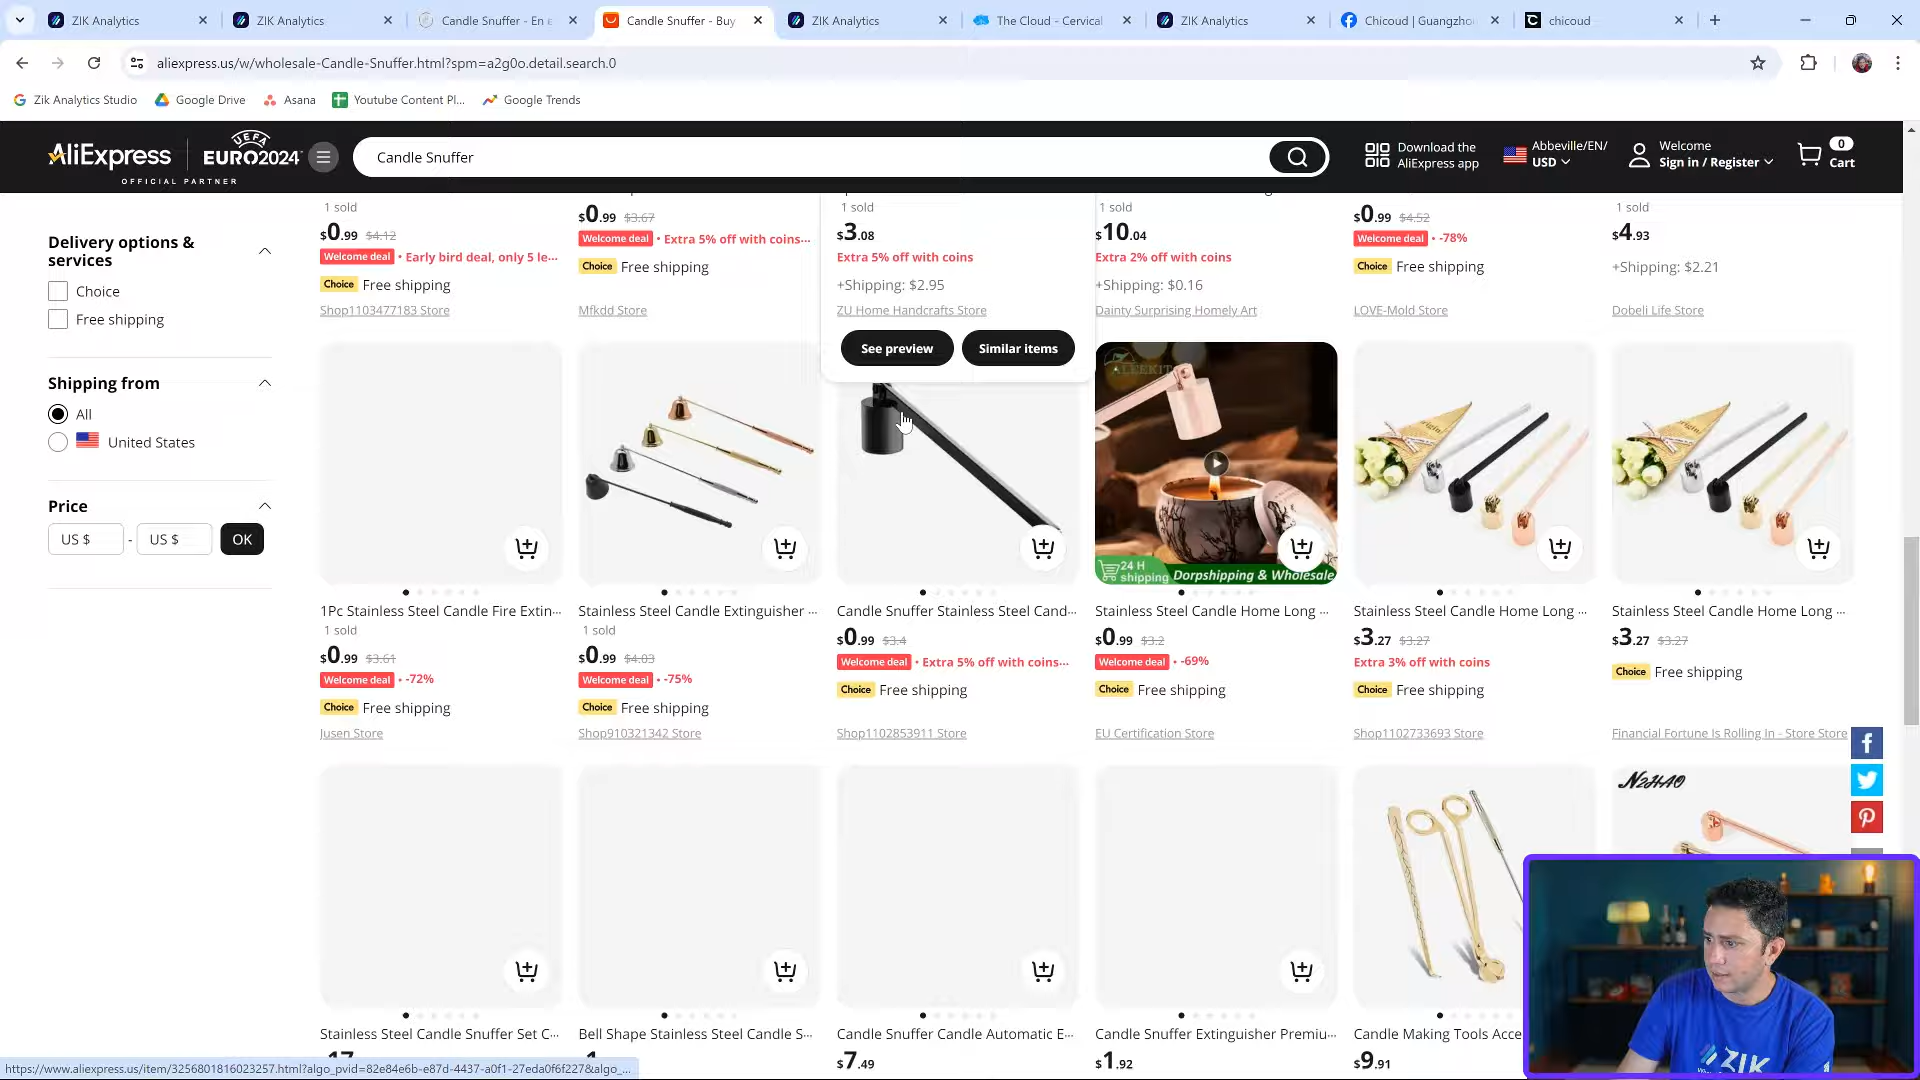 ZIK Analytics
ZIK Analytics
Candle Snuffer - En e
Candle Snuffer - Buy
ZIK Analytics
The Cloud - Cervical
ZIK Analytics
Chicoud | Guangzho
chicoud
aliexpress.us/w/wholesale-Candle-Snuffer.html?spm=a2g0o.detail.search.0
Zik Analytics Studio
Google Drive
Asana
Youtube Content Pl...
Google Trends
AliExpress
UEFA
EURO2024
OFFICIAL PARTNER
Candle Snuffer
Download the
AliExpress app
Abbeville/EN/
USD
Welcome
Sign in / Register
0
Cart
Delivery options &
services
Choice
Free shipping
Shipping from
All
United States
Price
US $
-
US $
OK
1 sold
$0.99 $4.12
Welcome deal • Early bird deal, only 5 le...
Choice Free shipping
Shop1103477183 Store
$0.99 $3.67
Welcome deal • Extra 5% off with coins...
Choice Free shipping
Mfkdd Store
1 sold
$3.08
Extra 5% off with coins
+Shipping: $2.95
ZU Home Handcrafts Store
See preview
Similar items
1 sold
$10.04
Extra 2% off with coins
+Shipping: $0.16
Dainty Surprising Homely Art
$0.99 $4.52
Welcome deal • -78%
Choice Free shipping
LOVE-Mold Store
1 sold
$4.93
+Shipping: $2.21
Dobeli Life Store
1Pc Stainless Steel Candle Fire Extin...
1 sold
$0.99 $3.61
Welcome deal • -72%
Choice Free shipping
Jusen Store
Stainless Steel Candle Extinguisher ...
1 sold
$0.99 $4.03
Welcome deal • -75%
Choice Free shipping
Shop910321342 Store
Candle Snuffer Stainless Steel Cand...
$0.99 $3.4
Welcome deal • Extra 5% off with coins...
Choice Free shipping
Shop1102853911 Store
ALEEKIT
24 H
shipping
Dorpshipping & Wholesale
Stainless Steel Candle Home Long ...
$0.99 $3.2
Welcome deal • -69%
Choice Free shipping
EU Certification Store
Stainless Steel Candle Home Long ...
$3.27 $3.27
Extra 3% off with coins
Choice Free shipping
Shop1102733693 Store
Stainless Steel Candle Home Long ...
$3.27 $3.27
Choice Free shipping
Financial Fortune Is Rolling In - Store Store
N2HAO
Stainless Steel Candle Snuffer Set C...
Bell Shape Stainless Steel Candle S...
Candle Snuffer Candle Automatic E...
$7.49
Candle Snuffer Extinguisher Premiu...
$1.92
Candle Making Tools Acce
$9.91
ZIK
https://www.aliexpress.us/item/3256801816023257.html?algo_pvid=82e84e6b-e87d-4437-a0f1-27eda0f6f227&algo_...